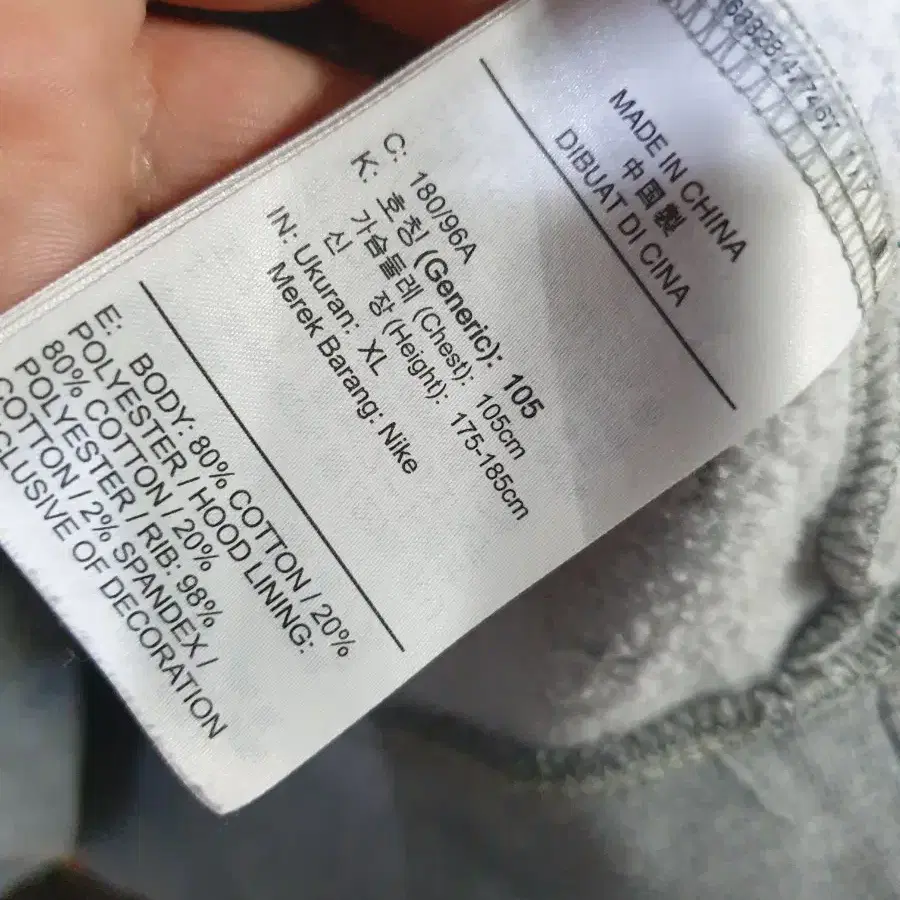 MADE IN CHINA
中国製
DIBUAT DI CINA
C: 180/96A
K: 호칭 (Generic): 105
가슴둘레 (Chest): 105cm
신 장 (Height): 175-185cm
IN: Ukuran: XL
Merek Barang: Nike
E: BODY: 80% COTTON / 20%
POLYESTER / HOOD LINING:
80% COTTON / 20%
POLYESTER / RIB: 98%
COTTON / 2% SPANDEX /
CLUSIVE OF DECORATION